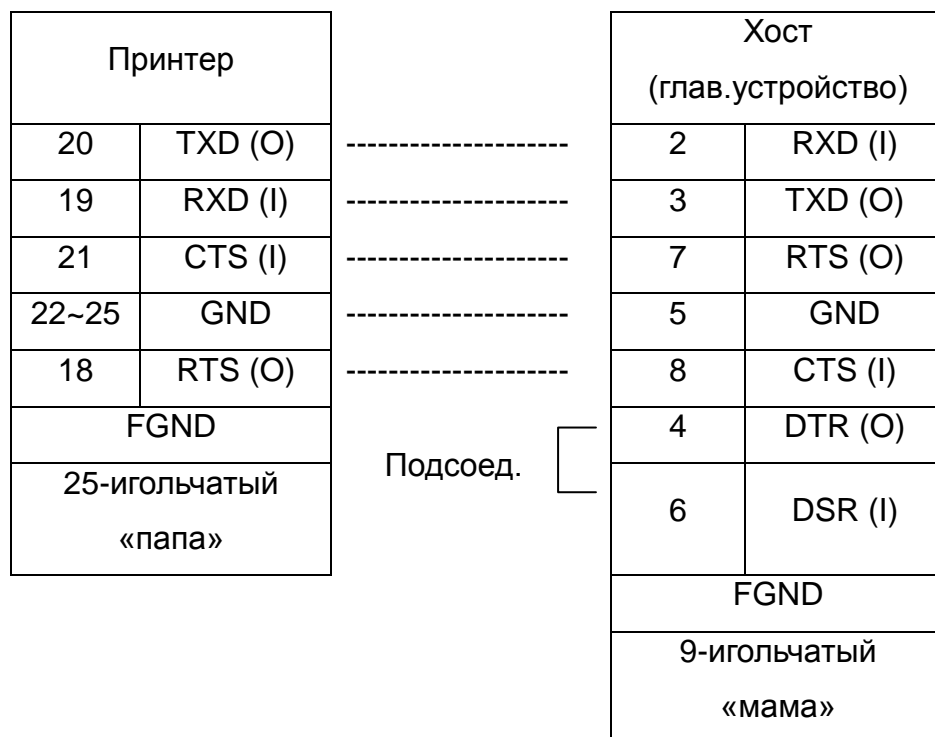 Принтер
Хост
(глав.устройство)
20 TXD (O) --------------------- 2 RXD (I)
19 RXD (I) --------------------- 3 TXD (O)
21 CTS (I) --------------------- 7 RTS (O)
22~25 GND --------------------- 5 GND
18 RTS (O) --------------------- 8 CTS (I)
FGND 4 DTR (O)
Подсоед.
25-игольчатый
«папа»
6 DSR (I)
FGND
9-игольчатый
«мама»